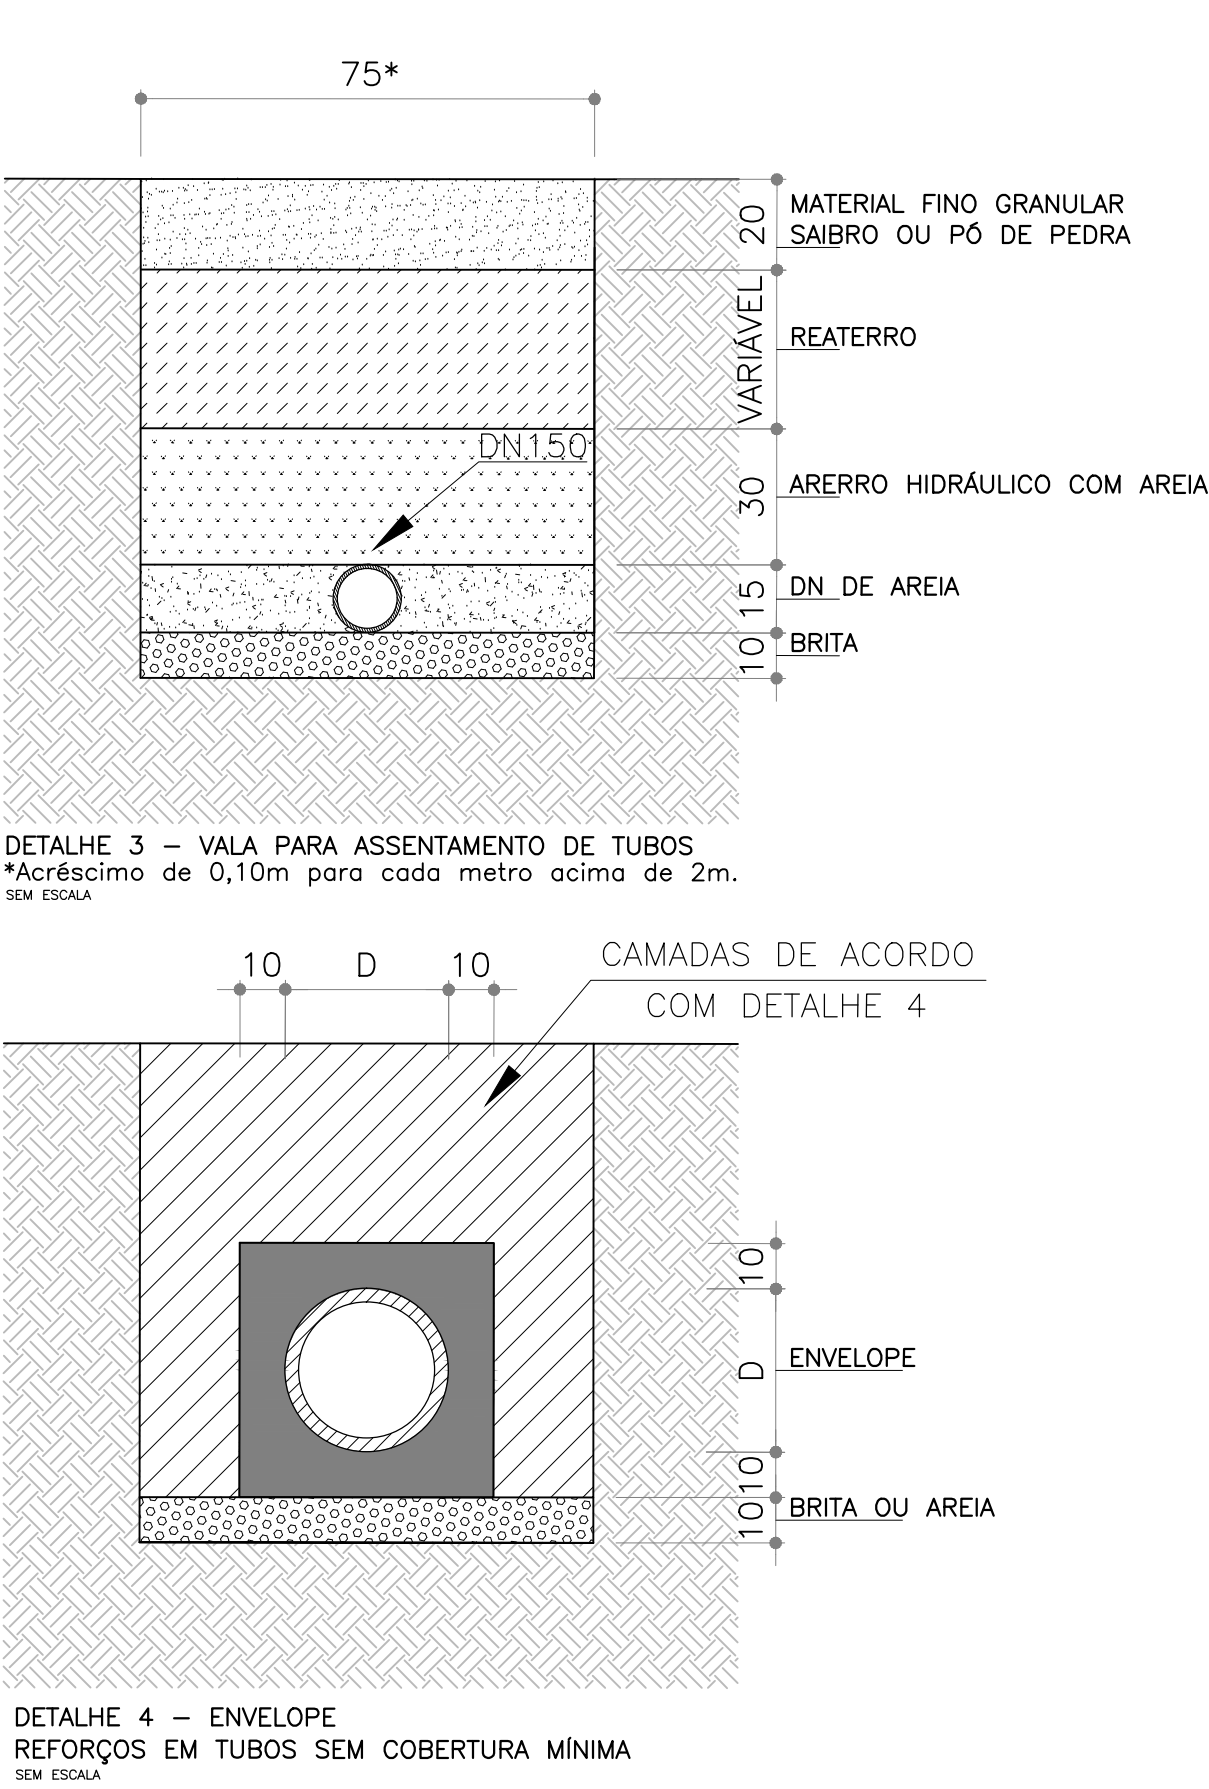 75*
20
MATERIAL FINO GRANULAR
SAIBRO OU PÓ DE PEDRA
VARIÁVEL
REATERRO
DN150
30
ARERRO HIDRÁULICO COM AREIA
15
DN DE AREIA
10
BRITA
DETALHE 3 – VALA PARA ASSENTAMENTO DE TUBOS
*Acréscimo de 0,10m para cada metro acima de 2m.
SEM ESCALA
10 D 10
CAMADAS DE ACORDO
COM DETALHE 4
10
D
ENVELOPE
10
10
BRITA OU AREIA
DETALHE 4 – ENVELOPE
REFORÇOS EM TUBOS SEM COBERTURA MÍNIMA
SEM ESCALA